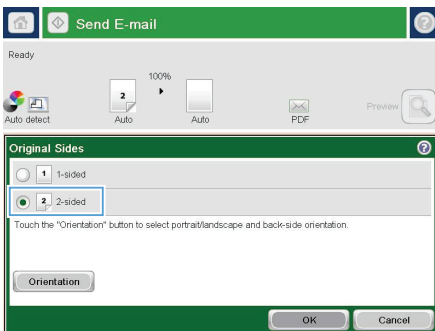 Send E-mail
?
Ready
100%
2
Auto detect
Auto
Auto
PDF
Preview
Original Sides
?
1 1-sided
2 2-sided
Touch the "Orientation" button to select portrait/landscape and back-side orientation.
Orientation
OK
Cancel